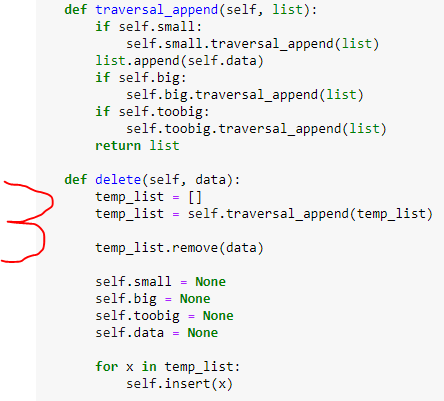 def traversal_append(self, list):
if self.small:
self.small.traversal_append(list)
list.append(self.data)
if self.big:
self.big.traversal_append(list)
if self.toobig:
self.toobig.traversal_append(list)
return list
def delete(self, data):
temp_list = []
temp_list = self.traversal_append(temp_list)
temp_list.remove(data)
self.small = None
self.big = None
self.toobig = None
self.data = None
for x in temp_list:
self.insert(x)